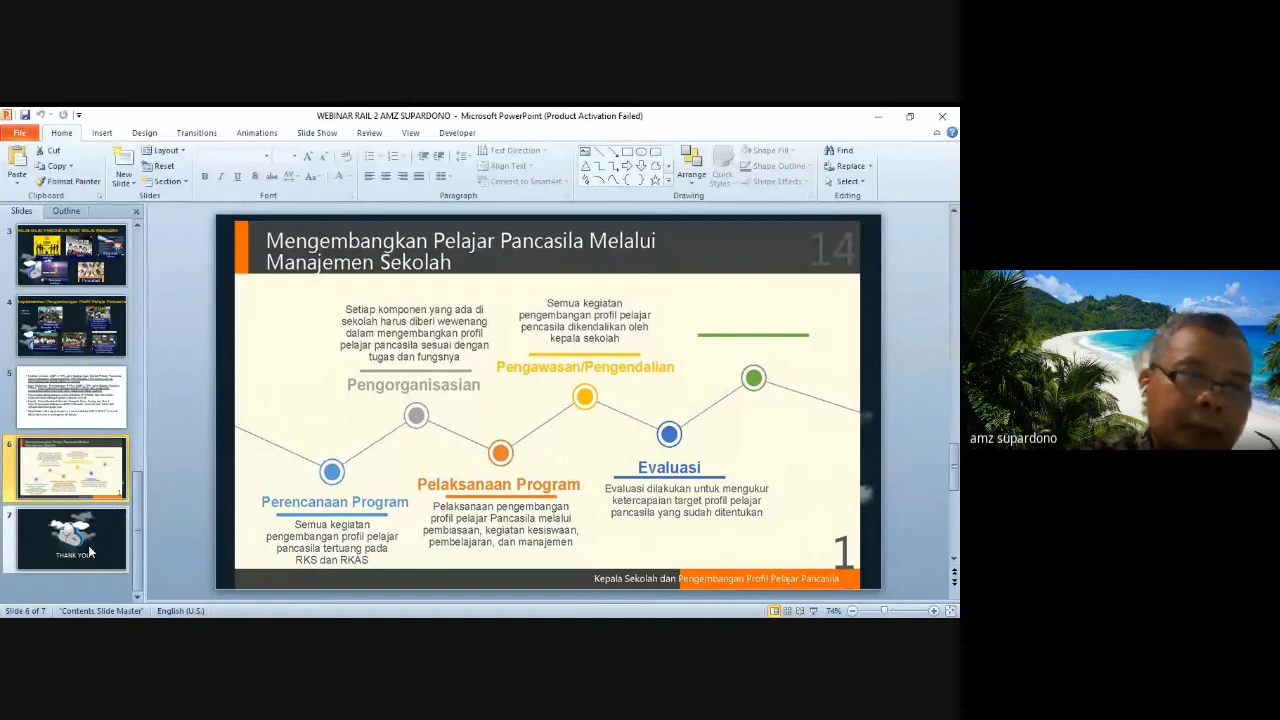 WEBINAR RAIL 2 AMZ SUPARDONO - Microsoft PowerPoint (Product Activation Failed)
File Home Insert Design Transitions Animations Slide Show Review View Developer
Cut
Copy
Format Painter
Paste
Clipboard
New
Slide
Layout
Reset
Section
Slides
Font
Text Direction
Align Text
Convert to SmartArt
Paragraph
Arrange
Quick
Styles
Shape Fill
Shape Outline
Shape Effects
Drawing
Find
Replace
Select
Editing
Slides Outline
3
4
5
6
7
THANK YOU
Mengembangkan Pelajar Pancasila Melalui
Manajemen Sekolah
14
Setiap komponen yang ada di
sekolah harus diberi wewenang
dalam mengembangkan profil
pelajar pancasila sesuai dengan
tugas dan fungsnya
Pengorganisasian
Semua kegiatan
pengembangan profil pelajar
pancasila dikendalikan oleh
kepala sekolah
Pengawasan/Pengendalian
Perencanaan Program
Semua kegiatan
pengembangan profil pelajar
pancasila tertuang pada
RKS dan RKAS
Pelaksanaan Program
Pelaksanaan pengembangan
profil pelajar Pancasila melalui
pembiasaan, kegiatan kesiswaan,
pembelajaran, dan manajemen
Evaluasi
Evaluasi dilakukan untuk mengukur
ketercapaian target profil pelajar
pancasila yang sudah ditentukan
1
Kepala Sekolah dan Pengembangan Profil Pelajar Pancasila
Slide 6 of 7 "Contents Slide Master" English (U.S.) 74%
amz supardono